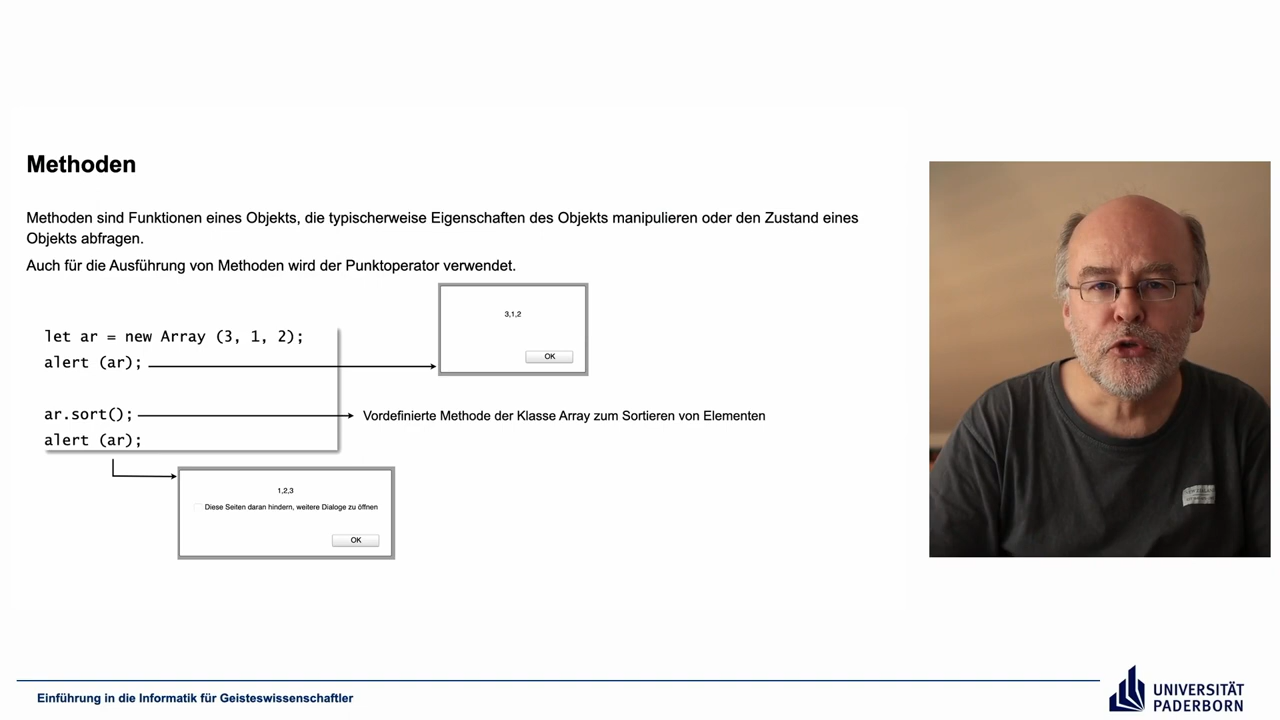 Methoden
Methoden sind Funktionen eines Objekts, die typischerweise Eigenschaften des Objekts manipulieren oder den Zustand eines
Objekts abfragen.
Auch für die Ausführung von Methoden wird der Punktoperator verwendet.
3,1,2
OK
let ar = new Array (3, 1, 2);
alert (ar);
ar.sort();
Vordefinierte Methode der Klasse Array zum Sortieren von Elementen
alert (ar);
1,2,3
Diese Seiten daran hindern, weitere Dialoge zu öffnen
OK
Einführung in die Informatik für Geisteswissenschaftler
UNIVERSITÄT
PADERBORN